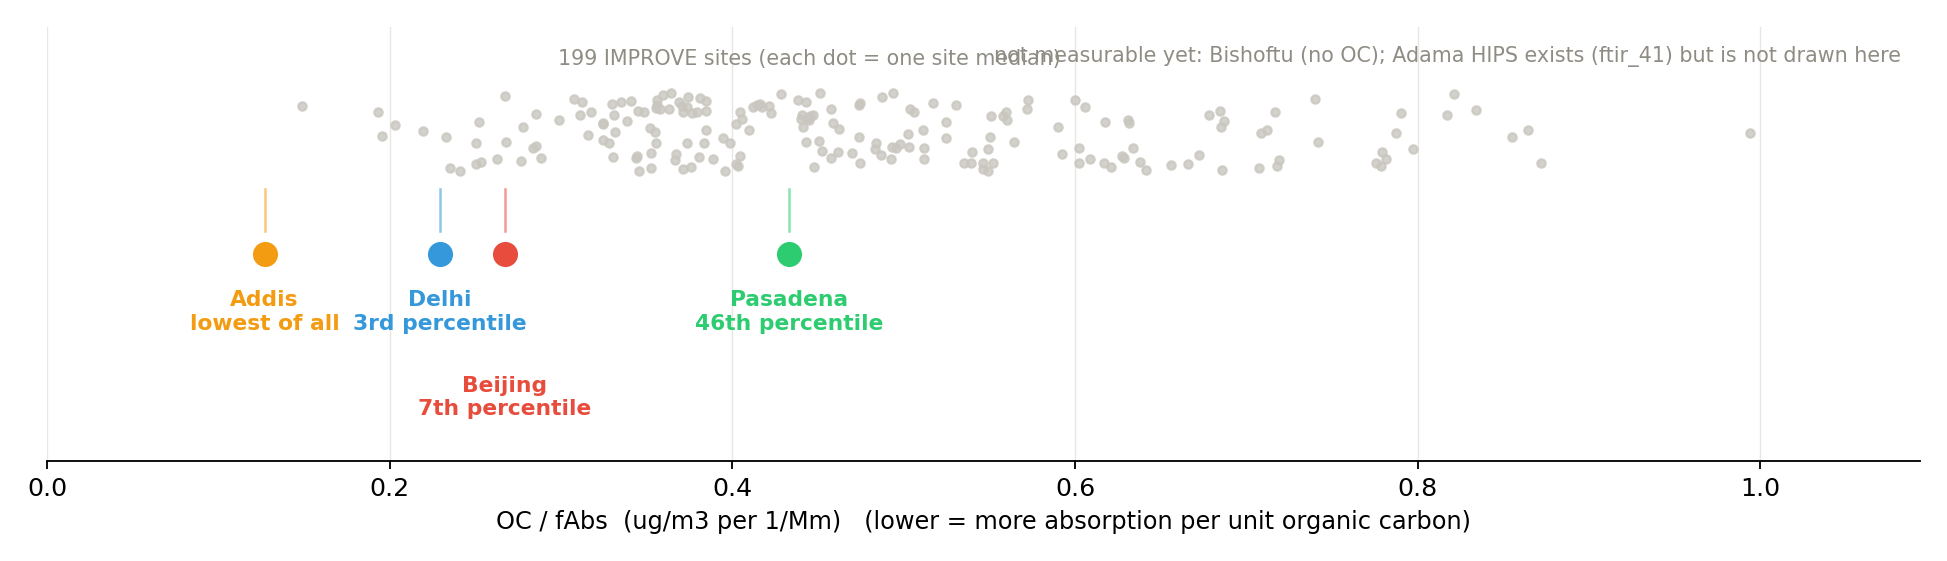 199 IMPROVE sites (each dot = one site median)
not measurable yet: Bishoftu (no OC); Adama HIPS exists (ftir_41) but is not drawn here
Addis
lowest of all
Delhi
3rd percentile
Pasadena
46th percentile
Beijing
7th percentile
0.0 0.2 0.4 0.6 0.8 1.0
OC / fAbs (ug/m3 per 1/Mm) (lower = more absorption per unit organic carbon)